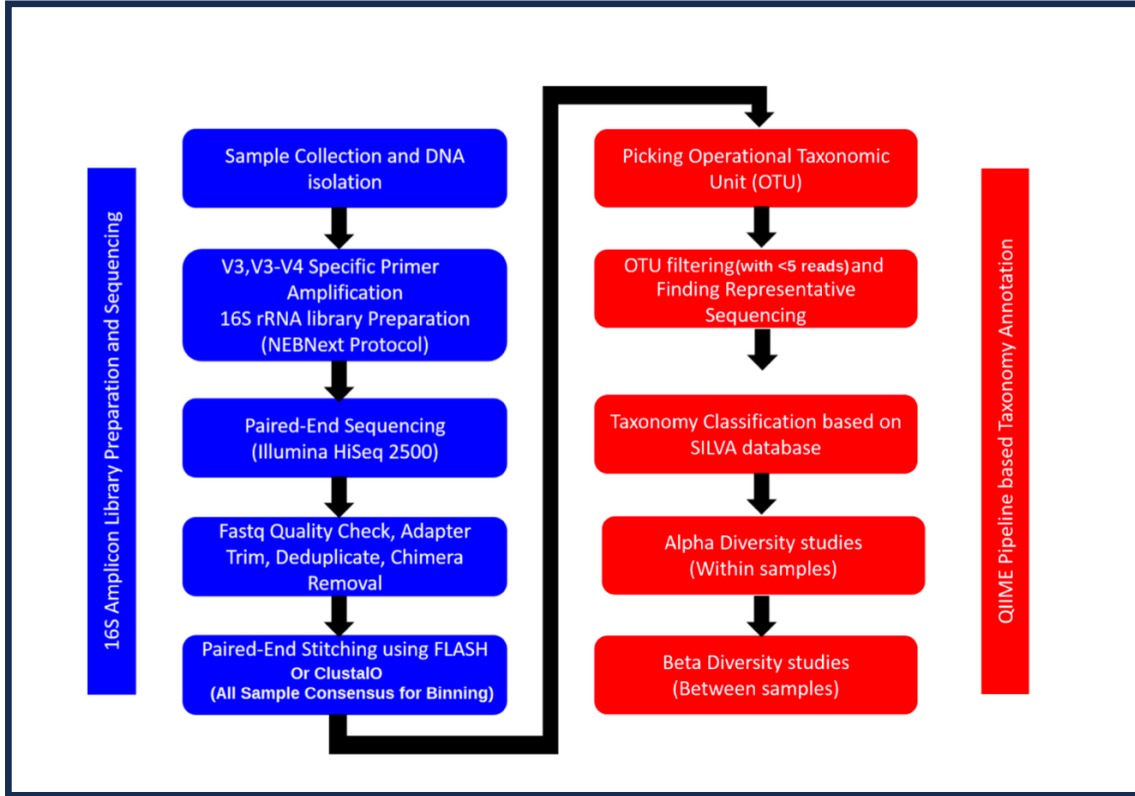 16S Amplicon Library Preparation and Sequencing
Sample Collection and DNA
isolation
V3,V3-V4 Specific Primer
Amplification
16S rRNA library Preparation
(NEBNext Protocol)
Paired-End Sequencing
(Illumina HiSeq 2500)
Fastq Quality Check, Adapter
Trim, Deduplicate, Chimera
Removal
Paired-End Stitching using FLASH
Or ClustalO
(All Sample Consensus for Binning)
Picking Operational Taxonomic
Unit (OTU)
OTU filtering(with <5 reads) and
Finding Representative
Sequencing
Taxonomy Classification based on
SILVA database
Alpha Diversity studies
(Within samples)
Beta Diversity studies
(Between samples)
QIIME Pipeline based Taxonomy Annotation